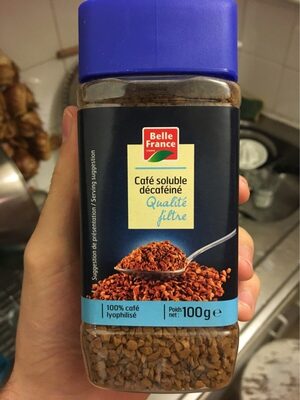 Belle
France
Café soluble
décaféiné
Qualité
filtre
Suggestion de présentation / Serving suggestion
100% café
lyophilisé
Poids
net : 100g e